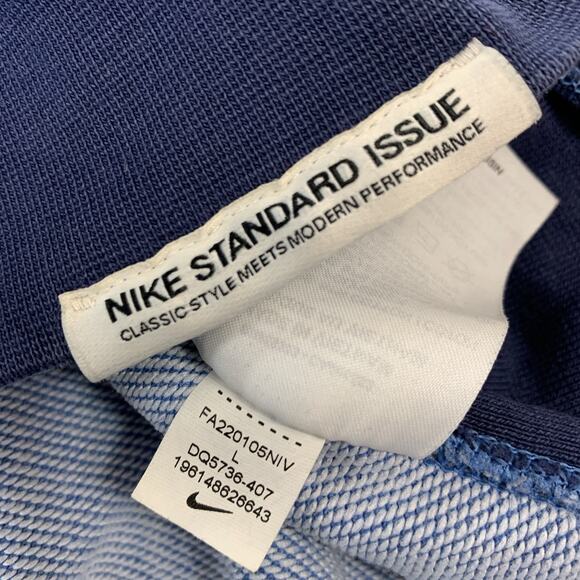 NIKE STANDARD ISSUE
CLASSIC STYLE MEETS MODERN PERFORMANCE
FA220105NIV
L
DQ5736-407
196148626643